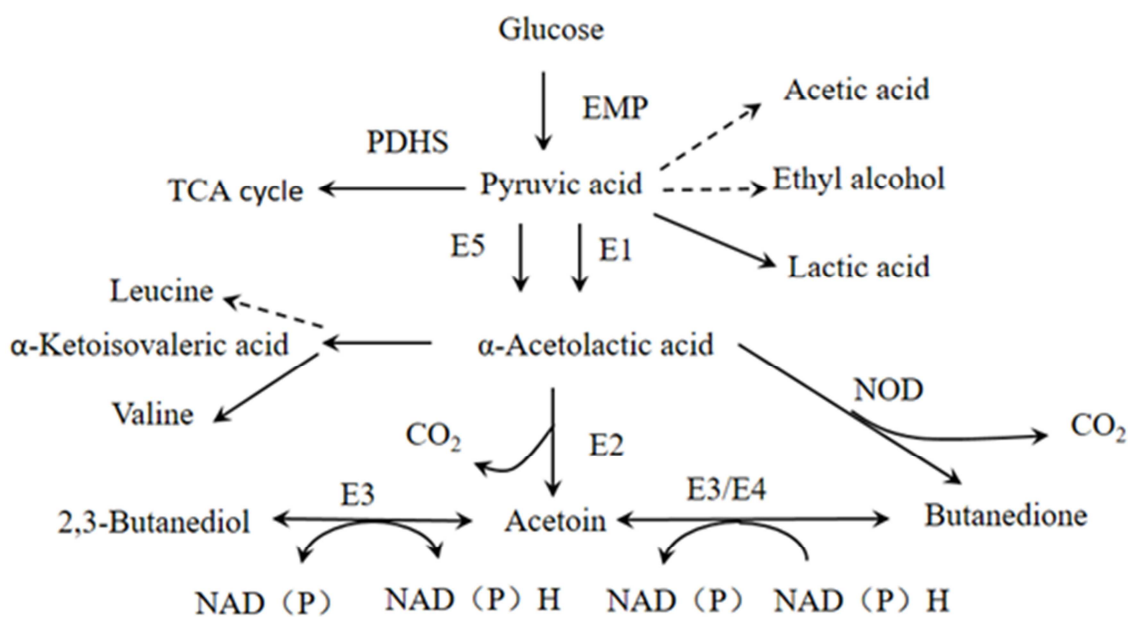 Glucose
EMP
Acetic acid
PDHS
TCA cycle
Pyruvic acid
Ethyl alcohol
E5
E1
Lactic acid
Leucine
α-Ketoisovaleric acid
α-Acetolactic acid
NOD
Valine
CO₂
E2
CO₂
E3
E3/E4
2,3-Butanediol
Acetoin
Butanedione
NAD（P）
NAD（P）H
NAD（P）
NAD（P）H